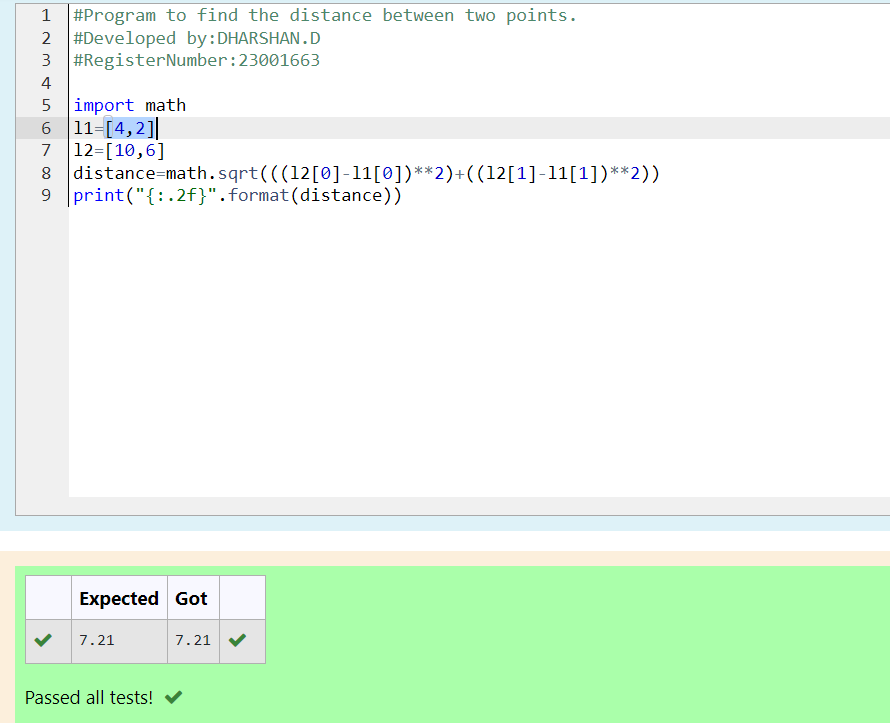 1 #Program to find the distance between two points.
2 #Developed by:DHARSHAN.D
3 #RegisterNumber:23001663
4
5 import math
6 l1=[4,2]
7 l2=[10,6]
8 distance=math.sqrt(((l2[0]-l1[0])**2)+((l2[1]-l1[1])**2))
9 print("{:.2f}".format(distance))
Expected Got
7.21 7.21
Passed all tests!